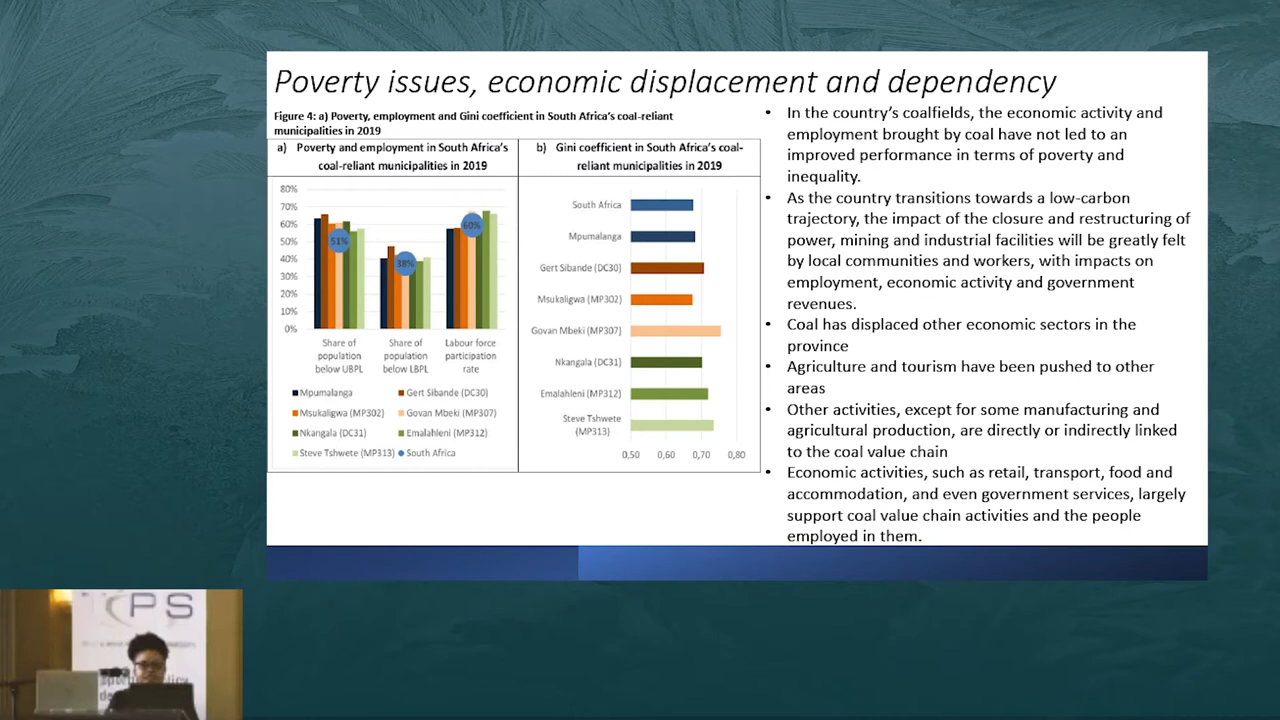 Poverty issues, economic displacement and dependency
Figure 4: a) Poverty, employment and Gini coefficient in South Africa's coal-reliant
municipalities in 2019
a) Poverty and employment in South Africa's
coal-reliant municipalities in 2019
80%
70%
60%
50%
40%
30%
20%
10%
0%
51%
38%
60%
Share of
population
below UBPL
Share of
population
below LBPL
Labour force
participation
rate
Mpumalanga
Gert Sibande (DC30)
Msukaligwa (MP302)
Govan Mbeki (MP307)
Nkangala (DC31)
Emalahleni (MP312)
Steve Tshwete (MP313)
South Africa
b) Gini coefficient in South Africa's coal-
reliant municipalities in 2019
South Africa
Mpumalanga
Gert Sibande (DC30)
Msukaligwa (MP302)
Govan Mbeki (MP307)
Nkangala (DC31)
Emalahleni (MP312)
Steve Tshwete
(MP313)
0,50 0,60 0,70 0,80
• In the country's coalfields, the economic activity and
employment brought by coal have not led to an
improved performance in terms of poverty and
inequality.
• As the country transitions towards a low-carbon
trajectory, the impact of the closure and restructuring of
power, mining and industrial facilities will be greatly felt
by local communities and workers, with impacts on
employment, economic activity and government
revenues.
• Coal has displaced other economic sectors in the
province
• Agriculture and tourism have been pushed to other
areas
• Other activities, except for some manufacturing and
agricultural production, are directly or indirectly linked
to the coal value chain
• Economic activities, such as retail, transport, food and
accommodation, and even government services, largely
support coal value chain activities and the people
employed in them.
PS